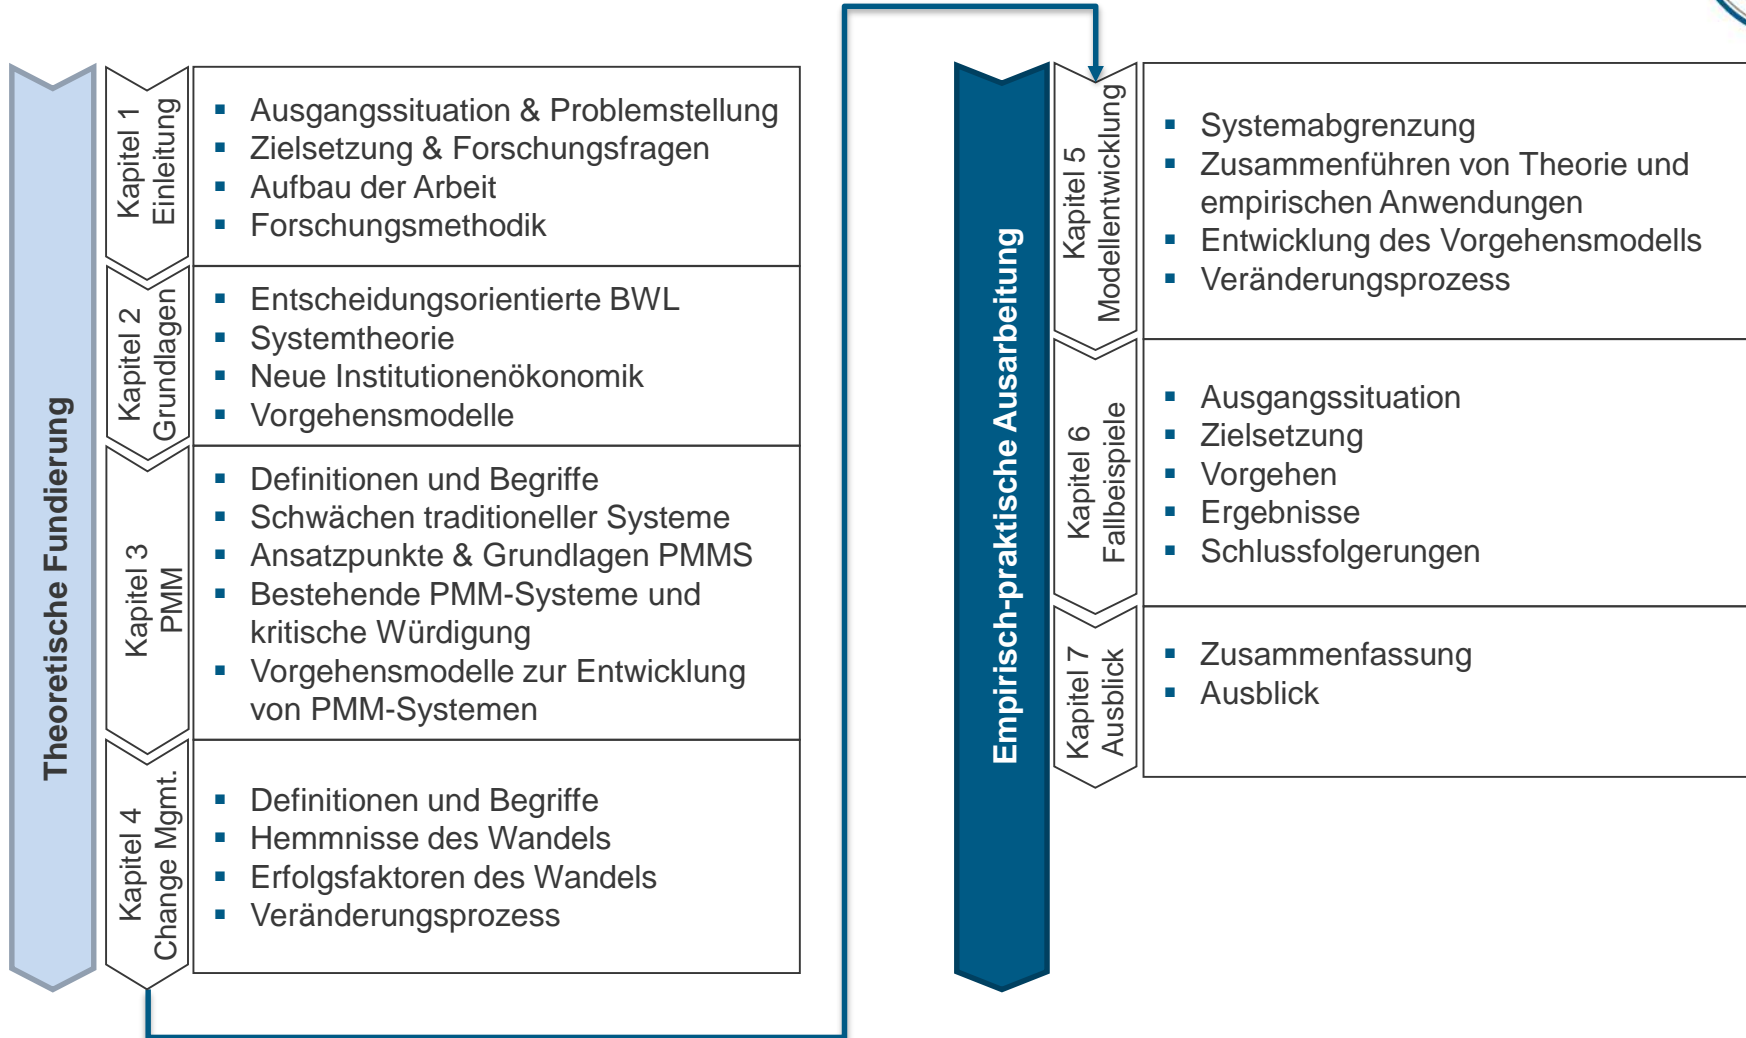 Theoretische Fundierung
Kapitel 1
Einleitung
Ausgangssituation & Problemstellung
Zielsetzung & Forschungsfragen
Aufbau der Arbeit
Forschungsmethodik
Kapitel 2
Grundlagen
Entscheidungsorientierte BWL
Systemtheorie
Neue Institutionenökonomik
Vorgehensmodelle
Kapitel 3
PMM
Definitionen und Begriffe
Schwächen traditioneller Systeme
Ansatzpunkte & Grundlagen PMMS
Bestehende PMM-Systeme und
kritische Würdigung
Vorgehensmodelle zur Entwicklung
von PMM-Systemen
Kapitel 4
Change Mgmt.
Definitionen und Begriffe
Hemmnisse des Wandels
Erfolgsfaktoren des Wandels
Veränderungsprozess
Empirisch-praktische Ausarbeitung
Kapitel 5
Modellentwicklung
Systemabgrenzung
Zusammenführen von Theorie und
empirischen Anwendungen
Entwicklung des Vorgehensmodells
Veränderungsprozess
Kapitel 6
Fallbeispiele
Ausgangssituation
Zielsetzung
Vorgehen
Ergebnisse
Schlussfolgerungen
Kapitel 7
Ausblick
Zusammenfassung
Ausblick